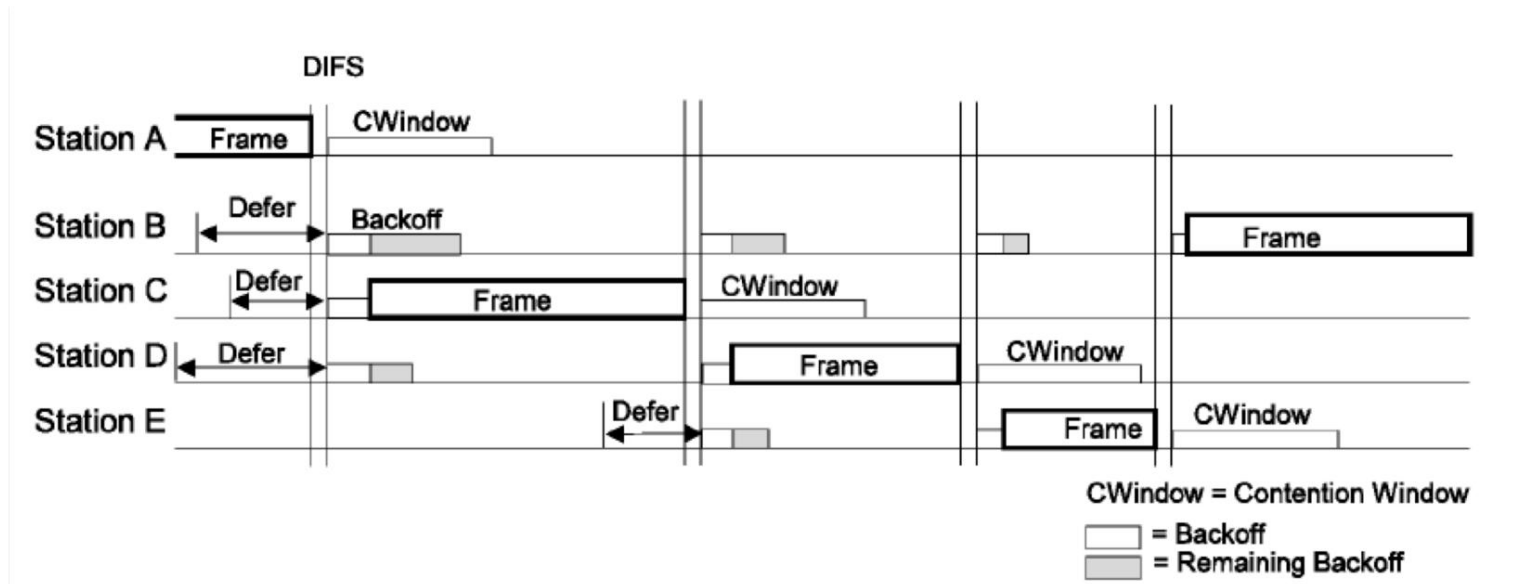 DIFS
Station A Frame CWindow
Station B Defer Backoff Frame
Station C Defer Frame CWindow
Station D Defer Frame CWindow
Station E Defer Frame CWindow
CWindow = Contention Window
= Backoff
= Remaining Backoff